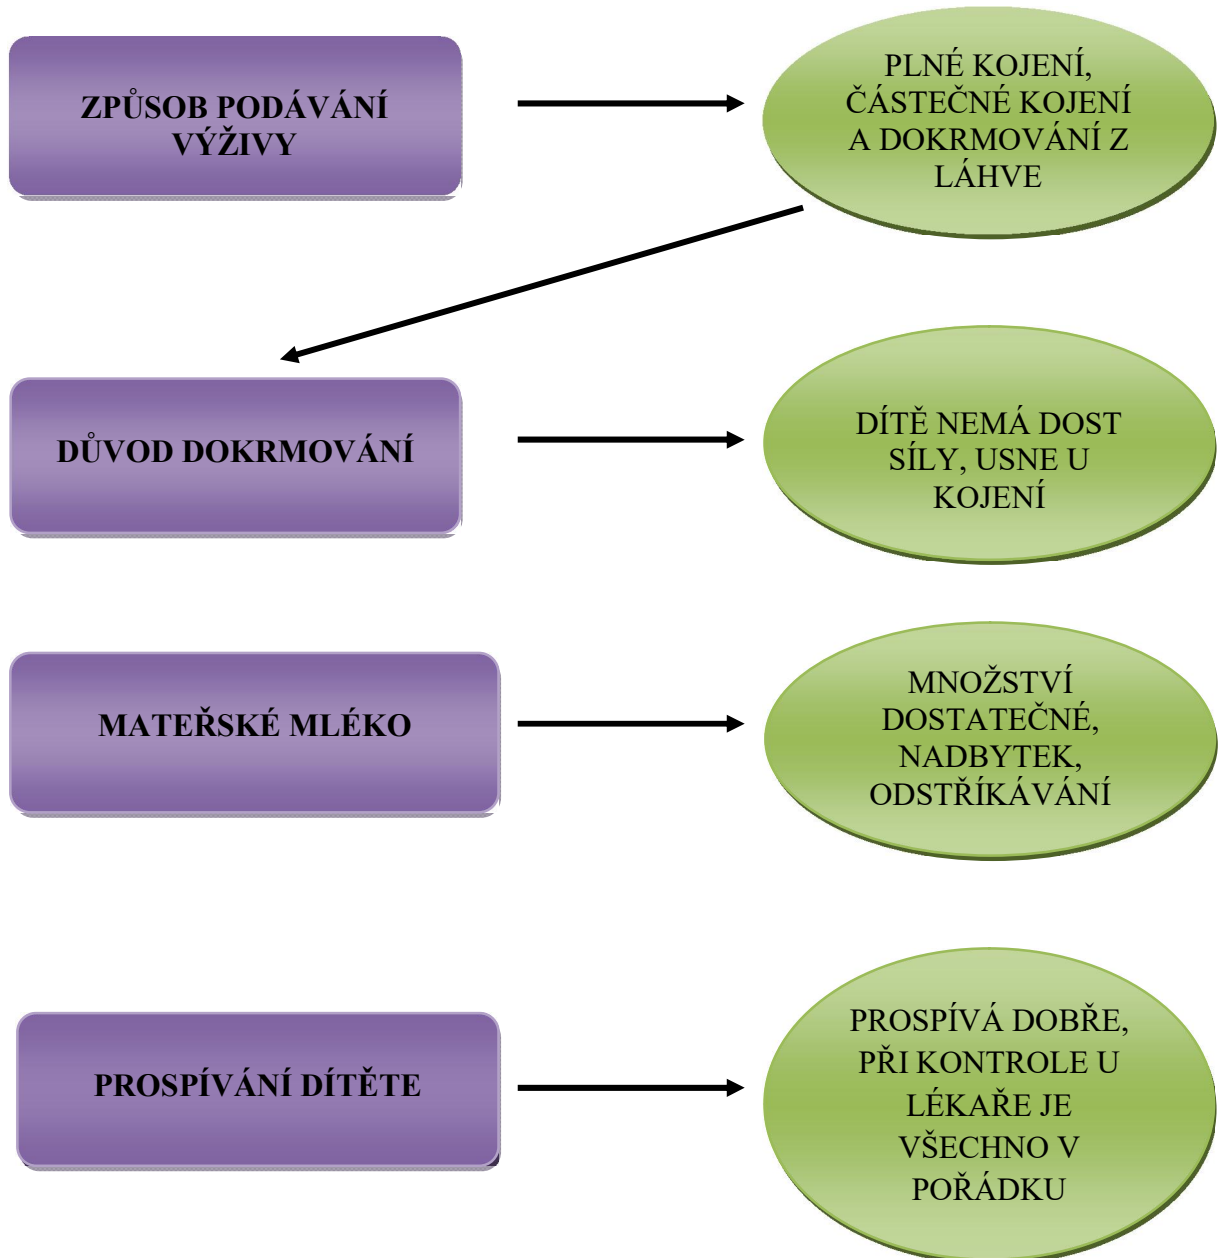 ZPŮSOB PODÁVÁNÍ
VÝŽIVY
PLNÉ KOJENÍ,
ČÁSTEČNÉ KOJENÍ
A DOKRMOVÁNÍ Z
LÁHVE
DŮVOD DOKRMOVÁNÍ
DÍTĚ NEMÁ DOST
SÍLY, USNE U
KOJENÍ
MATEŘSKÉ MLÉKO
MNOŽSTVÍ
DOSTATEČNÉ,
NADBYTEK,
ODSTŘÍKÁVÁNÍ
PROSPÍVÁNÍ DÍTĚTE
PROSPÍVÁ DOBŘE,
PŘI KONTROLE U
LÉKAŘE JE
VŠECHNO V
POŘÁDKU